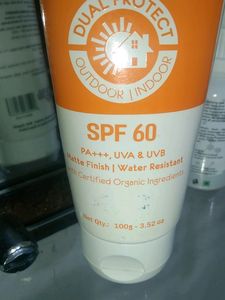 DUAL PROTECT
OUTDOOR | INDOOR
SPF 60
PA+++, UVA & UVB
Matte Finish | Water Resistant
With Certified Organic Ingredients
Net Qty.: 100g - 3.52 oz